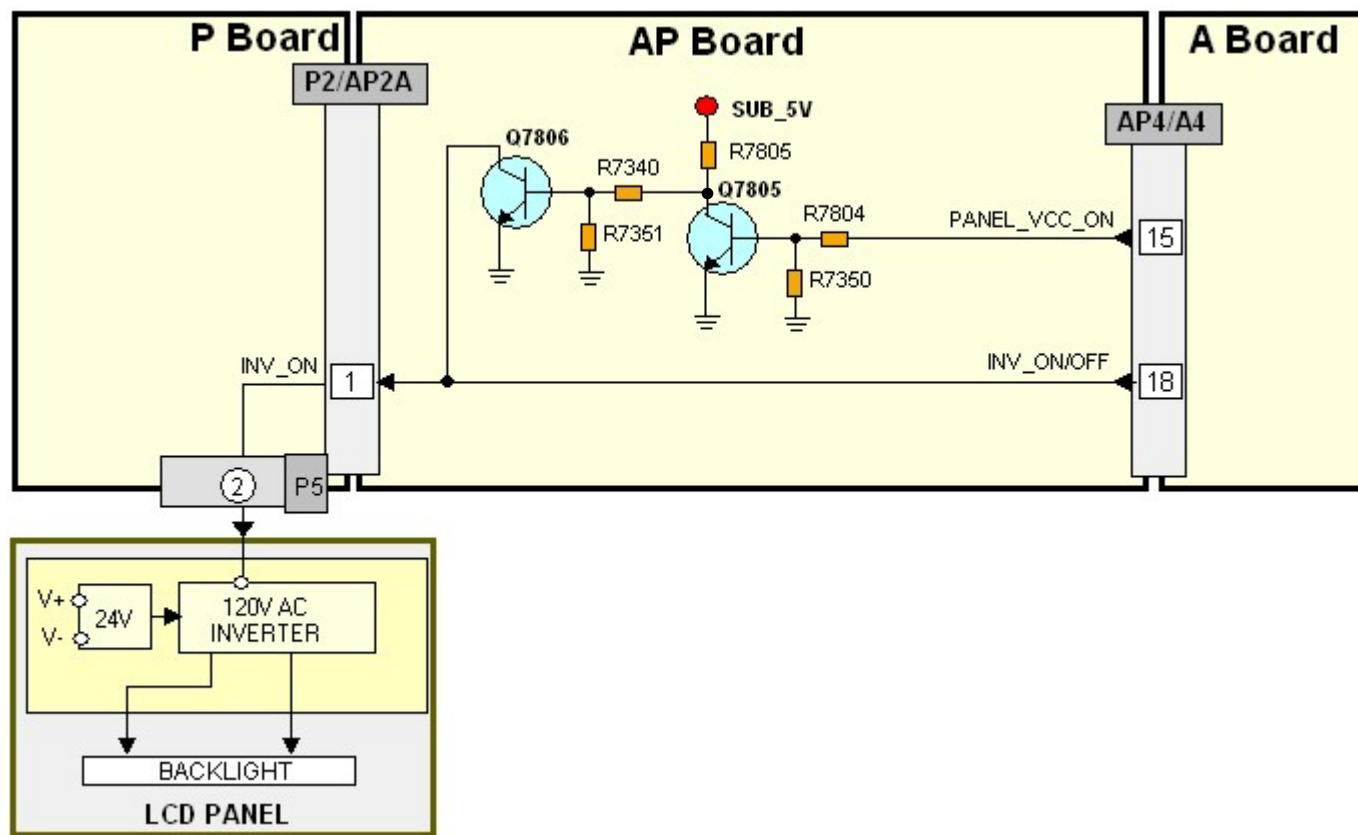 P Board
AP Board
A Board
P2/AP2A
SUB_5V
AP4/A4
Q7806
R7805
R7340
Q7805
R7804
R7351
PANEL_VCC_ON
15
R7350
INV_ON
1
INV_ON/OFF
18
2
P5
V+
V-
24V
120V AC
INVERTER
BACKLIGHT
LCD PANEL